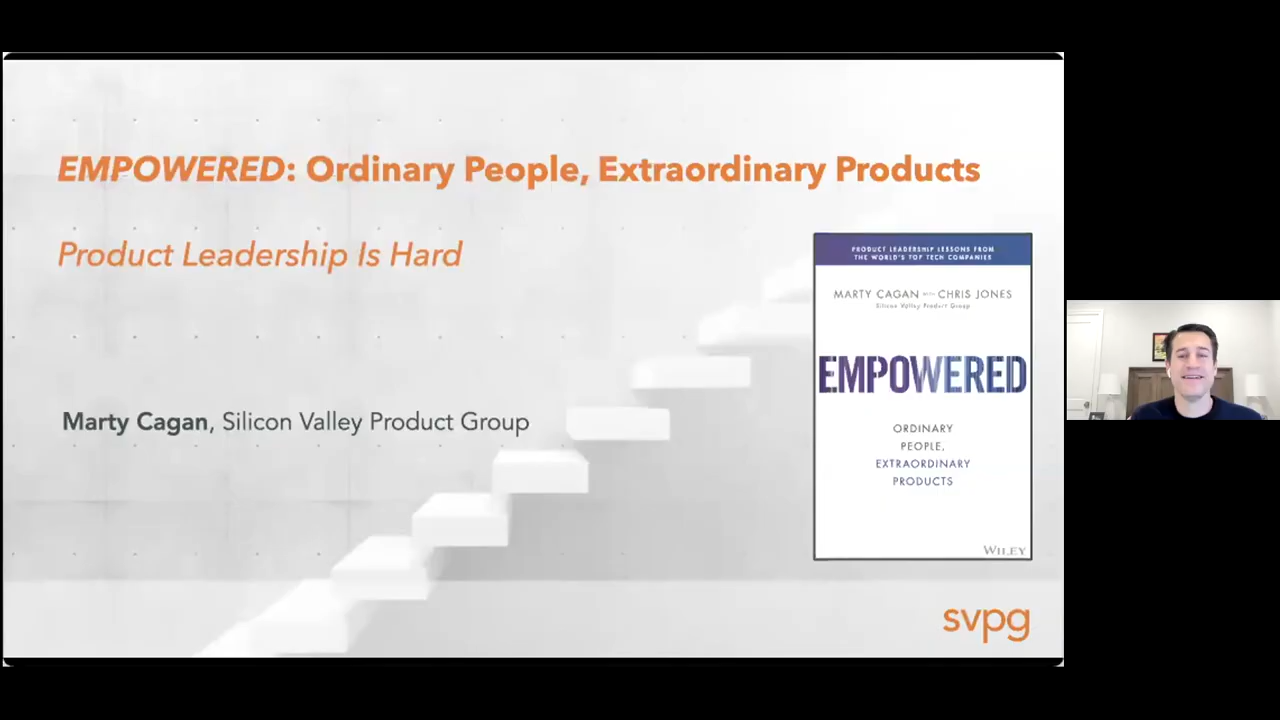 EMPOWERED: Ordinary People, Extraordinary Products
Product Leadership Is Hard
Marty Cagan, Silicon Valley Product Group
PRODUCT LEADERSHIP LESSONS FROM
THE WORLD'S TOP TECH COMPANIES
MARTY CAGAN WITH CHRIS JONES
Silicon Valley Product Group
EMPOWERED
ORDINARY
PEOPLE,
EXTRAORDINARY
PRODUCTS
WILEY
svpg